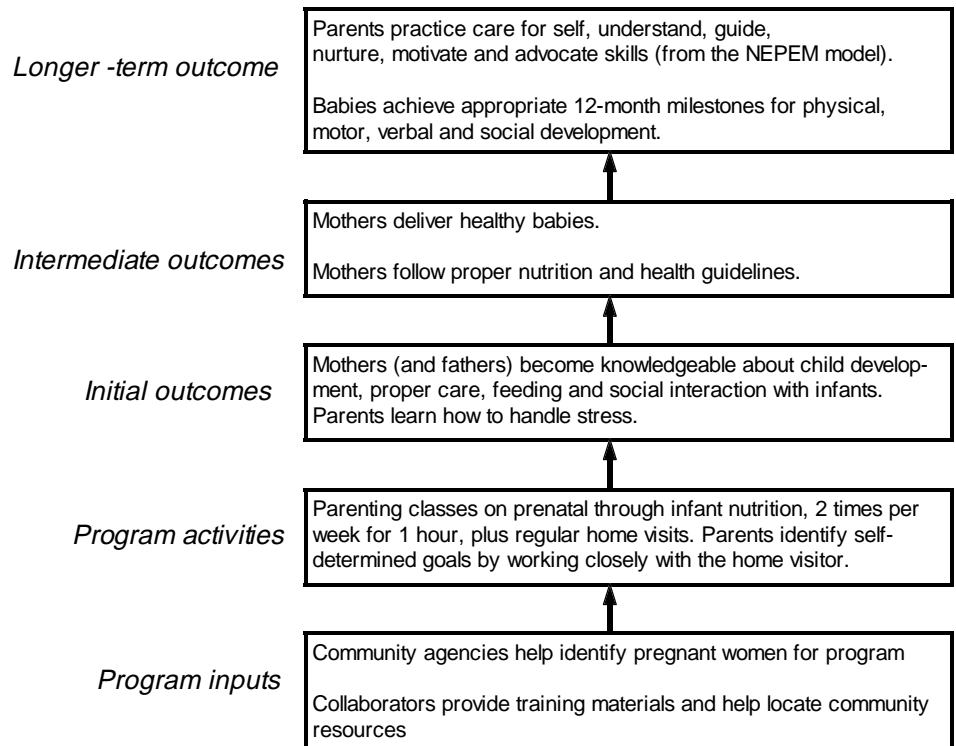 Longer -term outcome
Parents practice care for self, understand, guide,
nurture, motivate and advocate skills (from the NEPEM model).
Babies achieve appropriate 12-month milestones for physical,
motor, verbal and social development.
Intermediate outcomes
Mothers deliver healthy babies.
Mothers follow proper nutrition and health guidelines.
Initial outcomes
Mothers (and fathers) become knowledgeable about child develop-
ment, proper care, feeding and social interaction with infants.
Parents learn how to handle stress.
Program activities
Parenting classes on prenatal through infant nutrition, 2 times per
week for 1 hour, plus regular home visits. Parents identify self-
determined goals by working closely with the home visitor.
Program inputs
Community agencies help identify pregnant women for program
Collaborators provide training materials and help locate community
resources